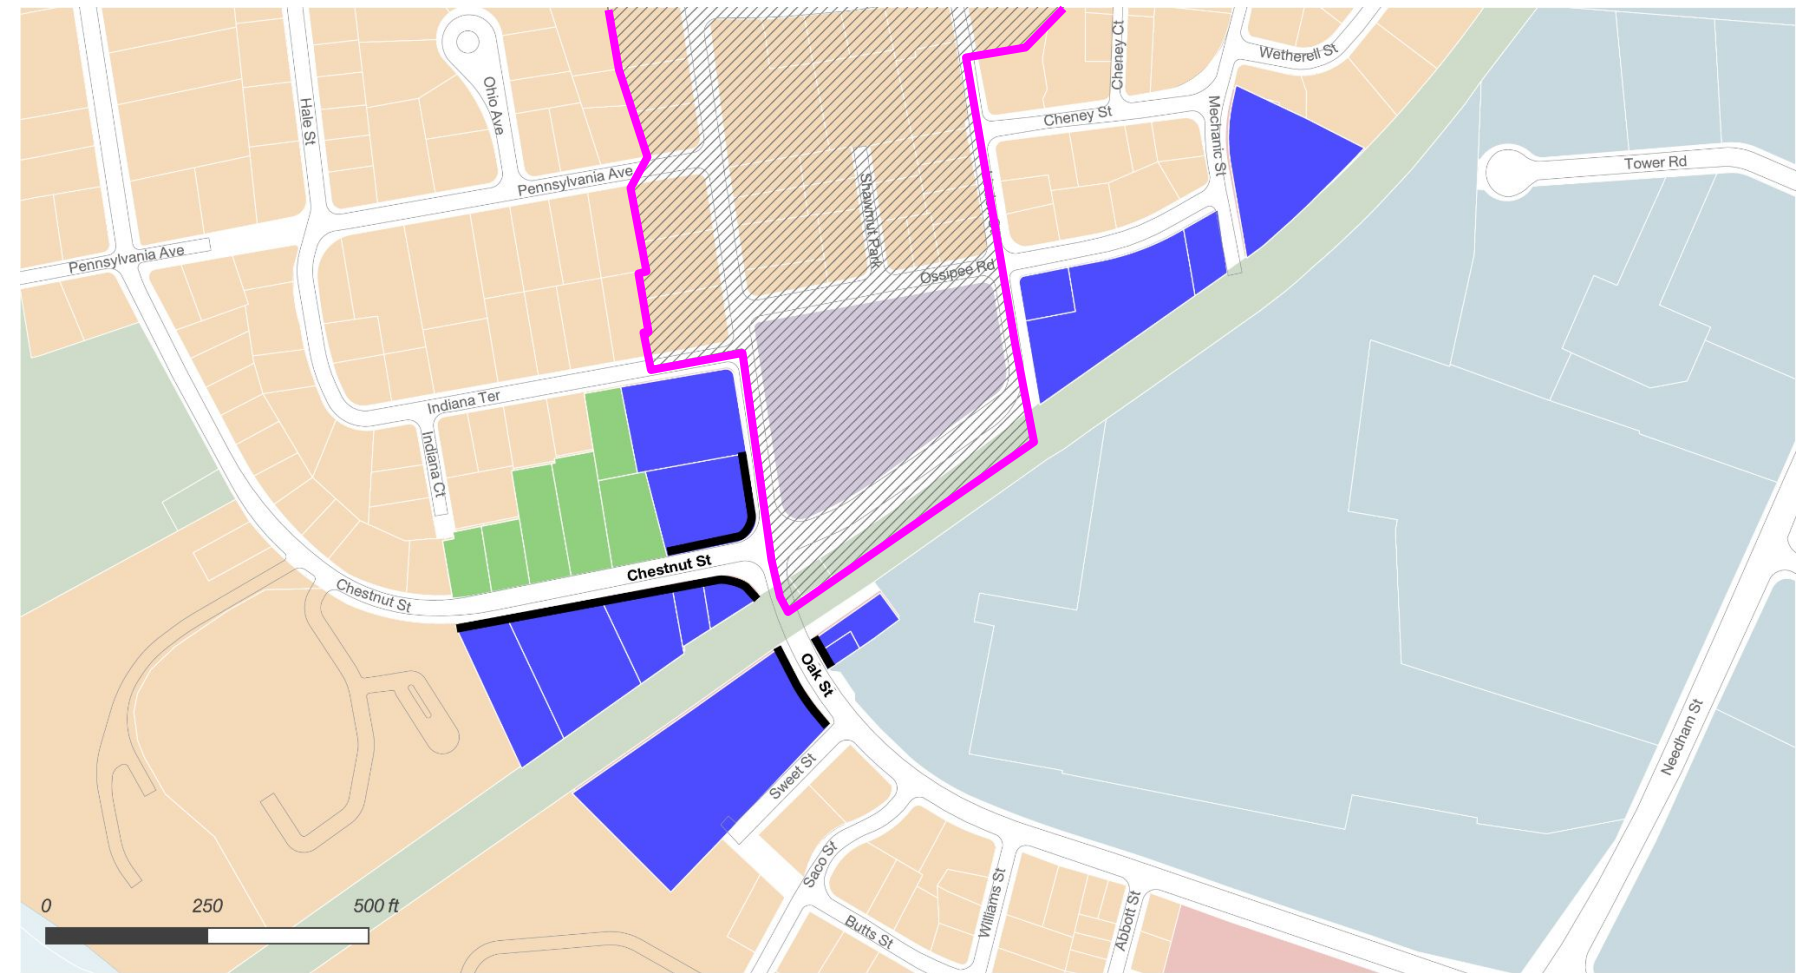 Cheney Ct
Wetherell St
Hale St
Ohio Ave
Cheney St
Mechanic St
Tower Rd
Pennsylvania Ave
Shawmut Park
Pennsylvania Ave
Ossipee Rd
Indiana Ter
Indiana Ct
Chestnut St
Chestnut St
Oak St
Needham St
Sweet St
Saco St
Williams St
Abbott St
Butts St
0 250 500 ft